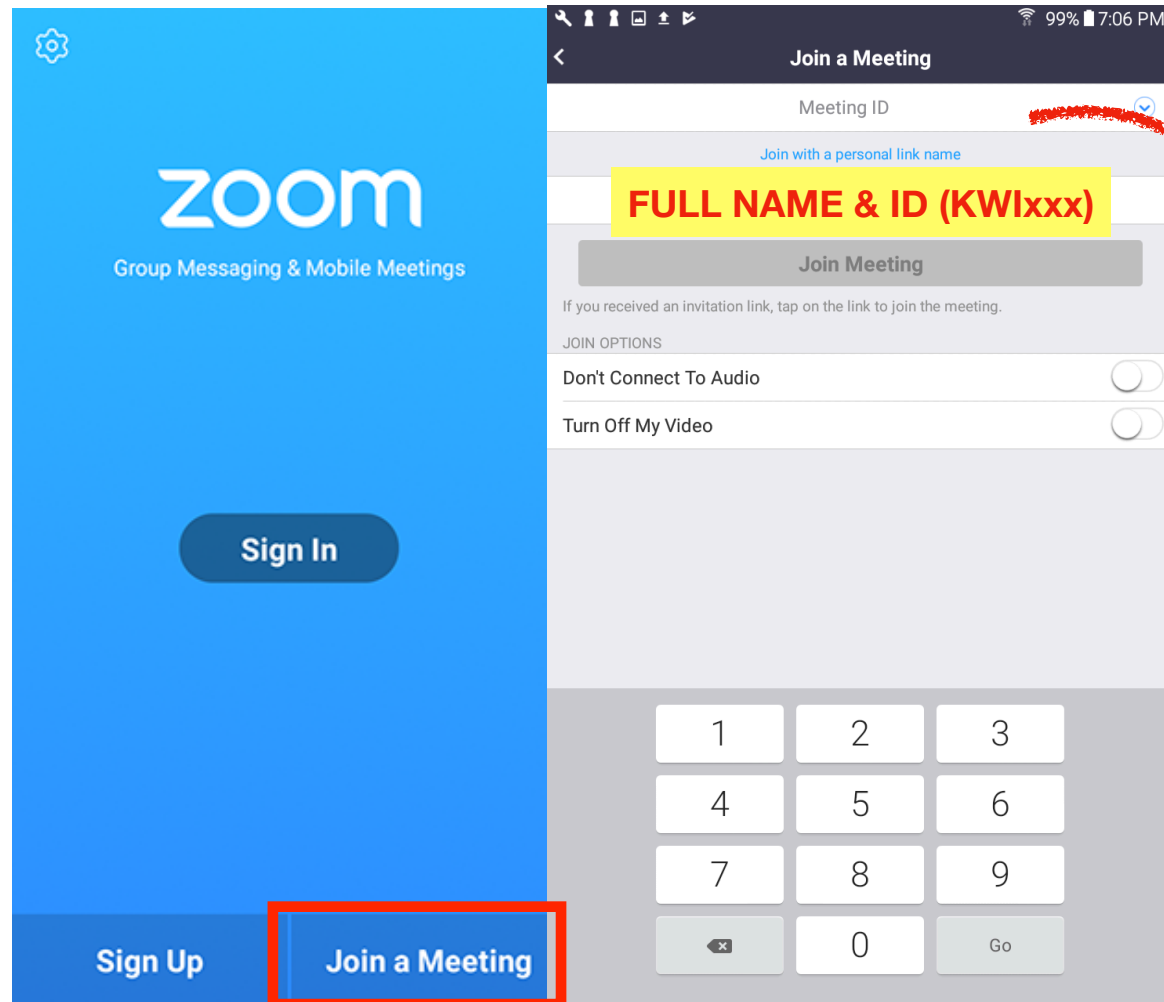 zoom
Group Messaging & Mobile Meetings
Sign In
Sign Up
Join a Meeting
99% 7:06 PM
Join a Meeting
Meeting ID
Join with a personal link name
FULL NAME & ID (KWIxxx)
Join Meeting
If you received an invitation link, tap on the link to join the meeting.
JOIN OPTIONS
Don't Connect To Audio
Turn Off My Video
1 2 3
4 5 6
7 8 9
0 Go